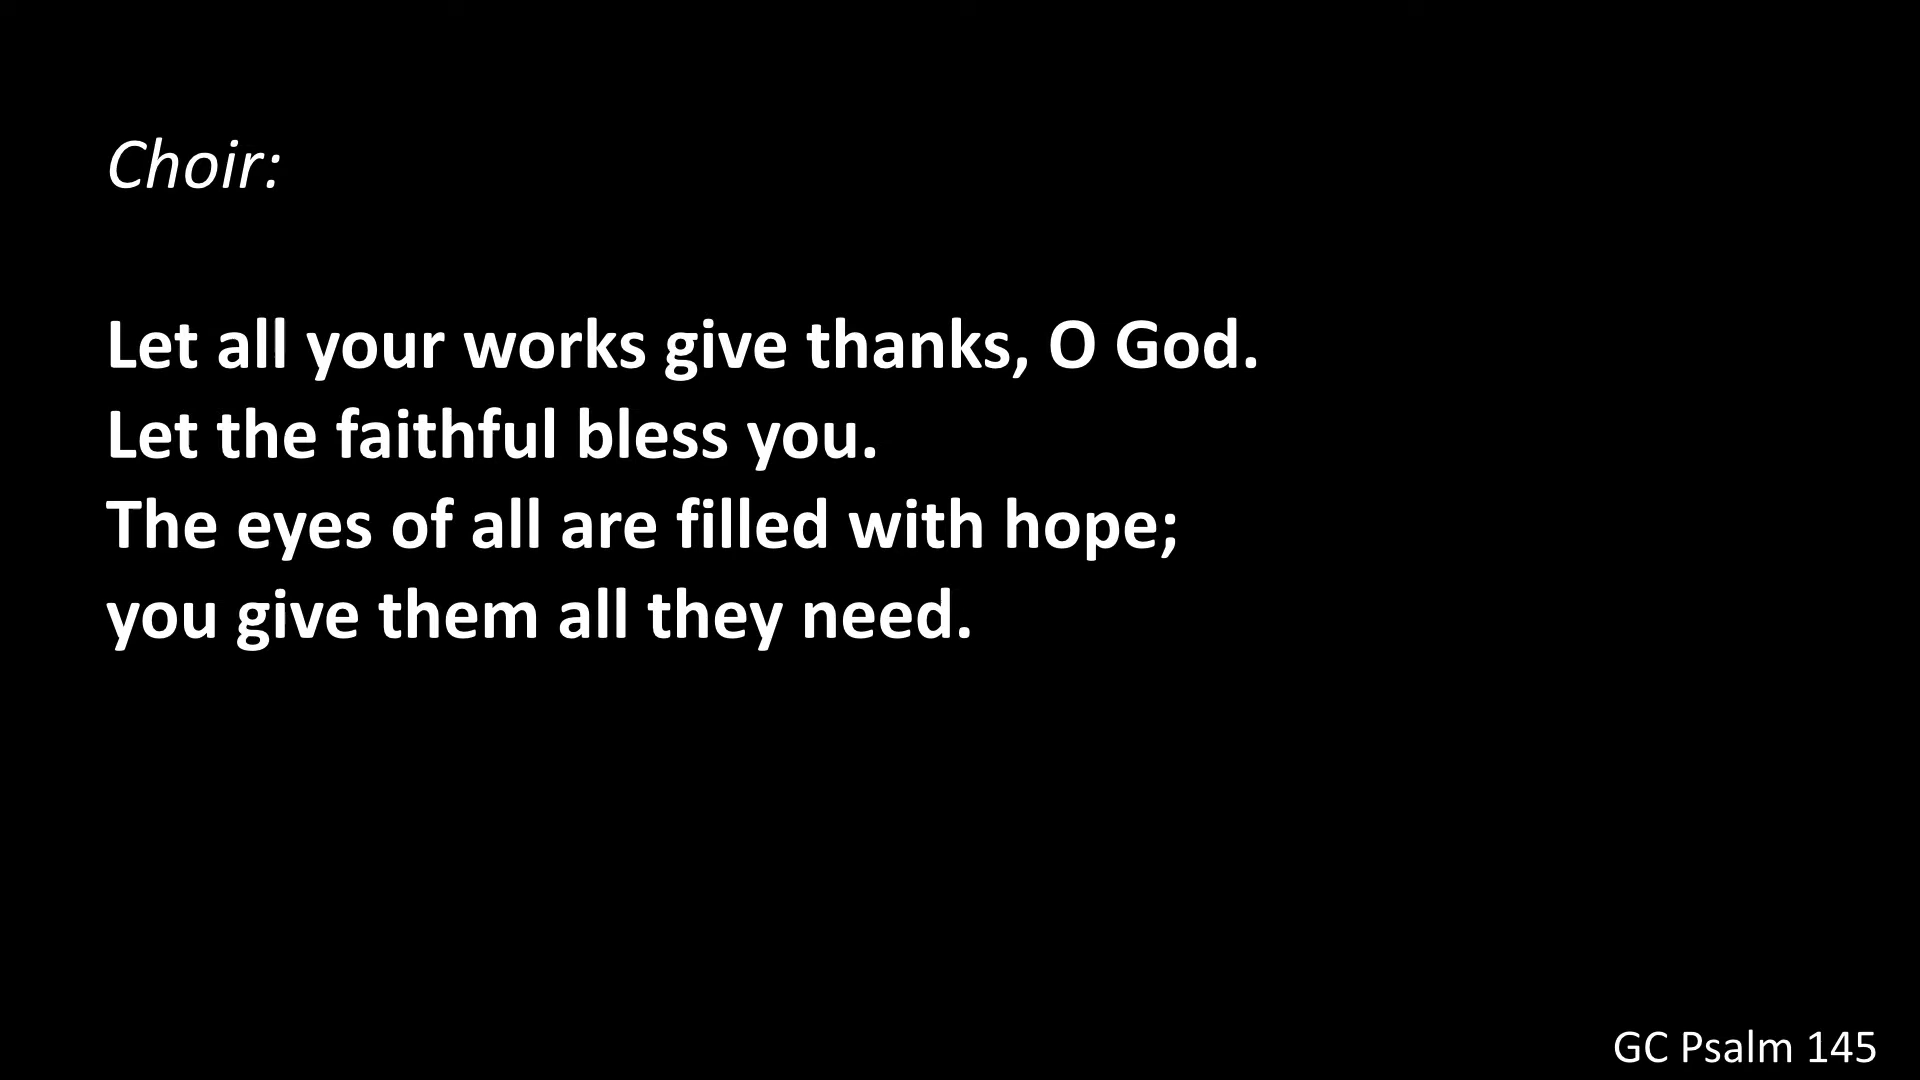 Choir:
Let all your works give thanks, O God.
Let the faithful bless you.
The eyes of all are filled with hope;
you give them all they need.
GC Psalm 145